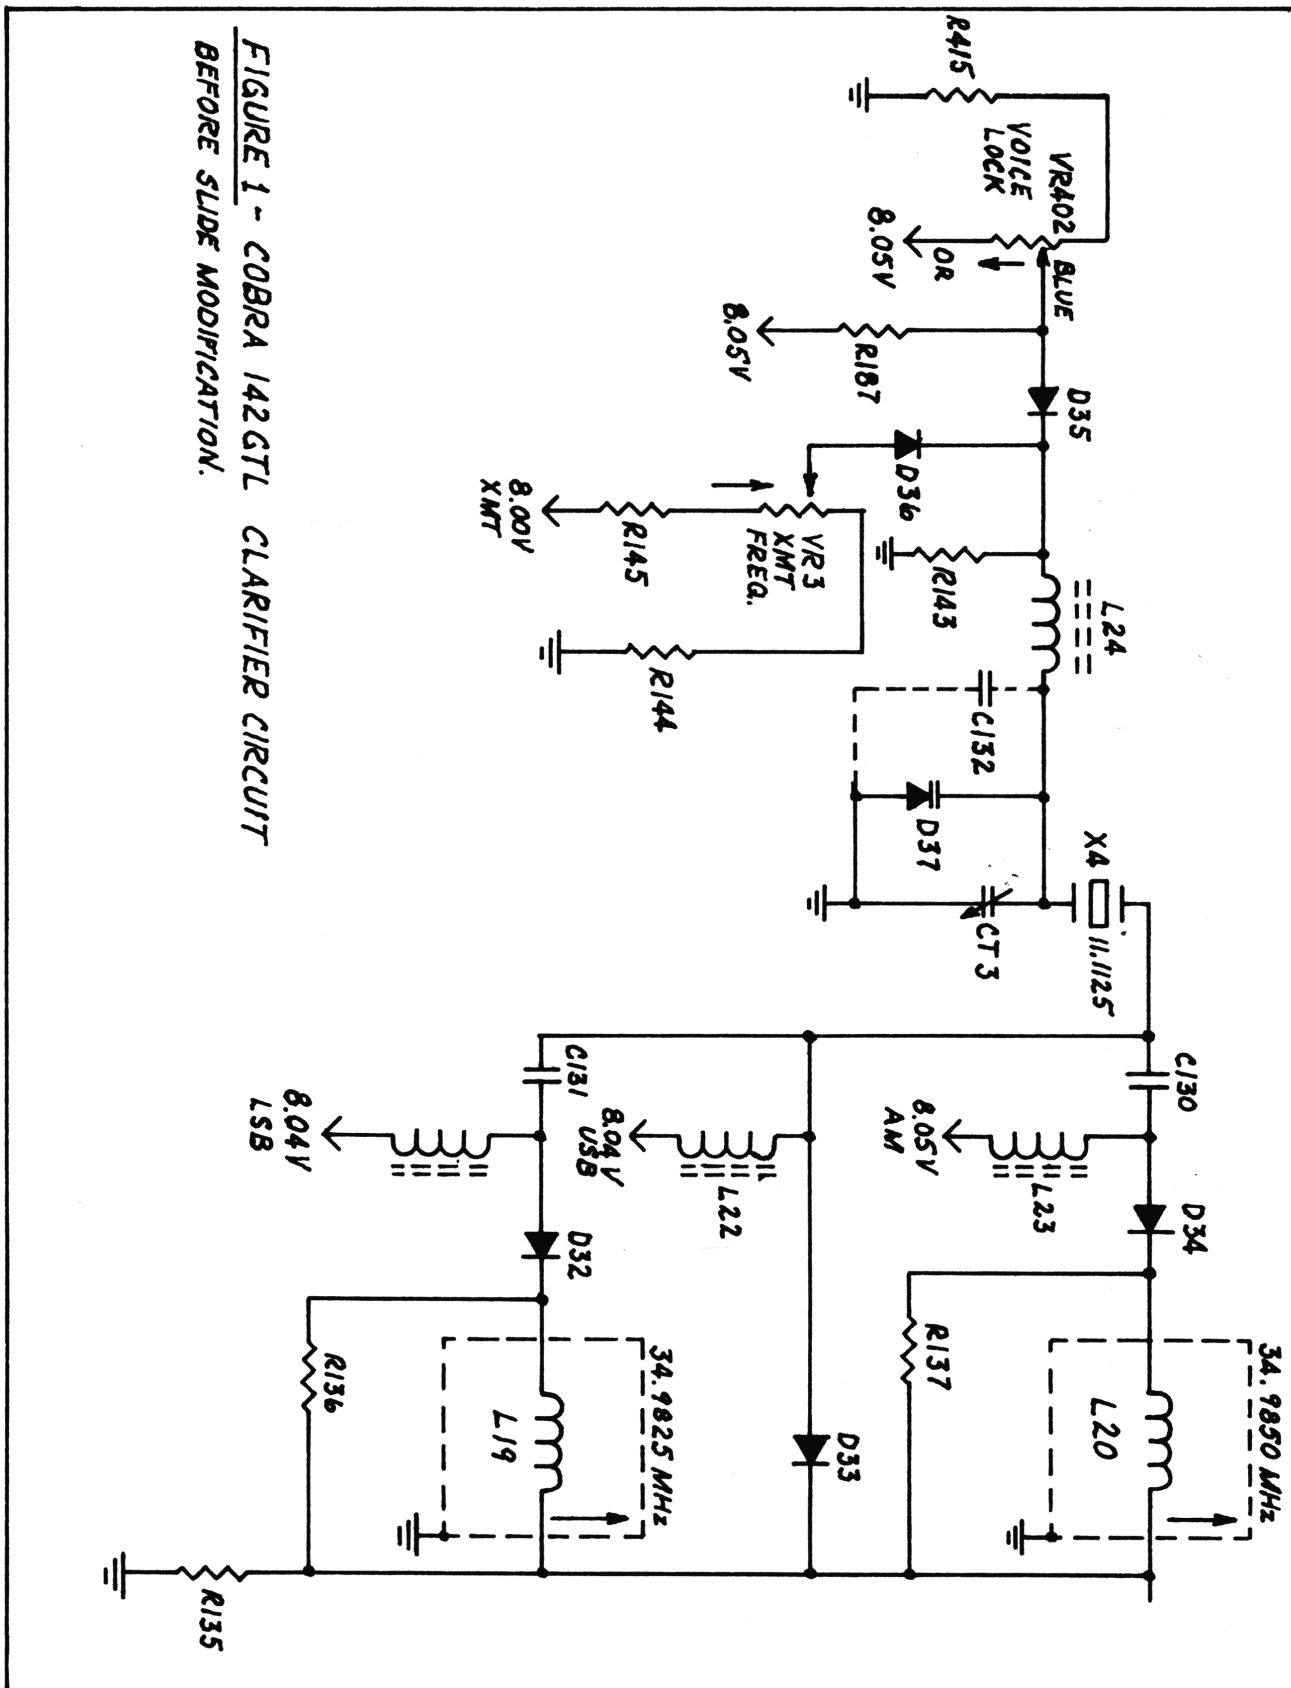 R415
VR402
VOICE
LOCK
BLUE
OR
8.05V
8.05V
R187
D35
D36
8.00V
XMT
R145
VR3
XMT
FREQ.
R144
R143
L24
C132
D37
CT3
X4
11.1125
C130
8.05V
AM
L23
D34
R137
34.9850 MHz
L20
8.04V
USB
L22
D33
C131
8.04V
LSB
D32
R136
34.9825 MHz
L19
R135
FIGURE 1 - COBRA 142GTL CLARIFIER CIRCUIT
BEFORE SLIDE MODIFICATION.